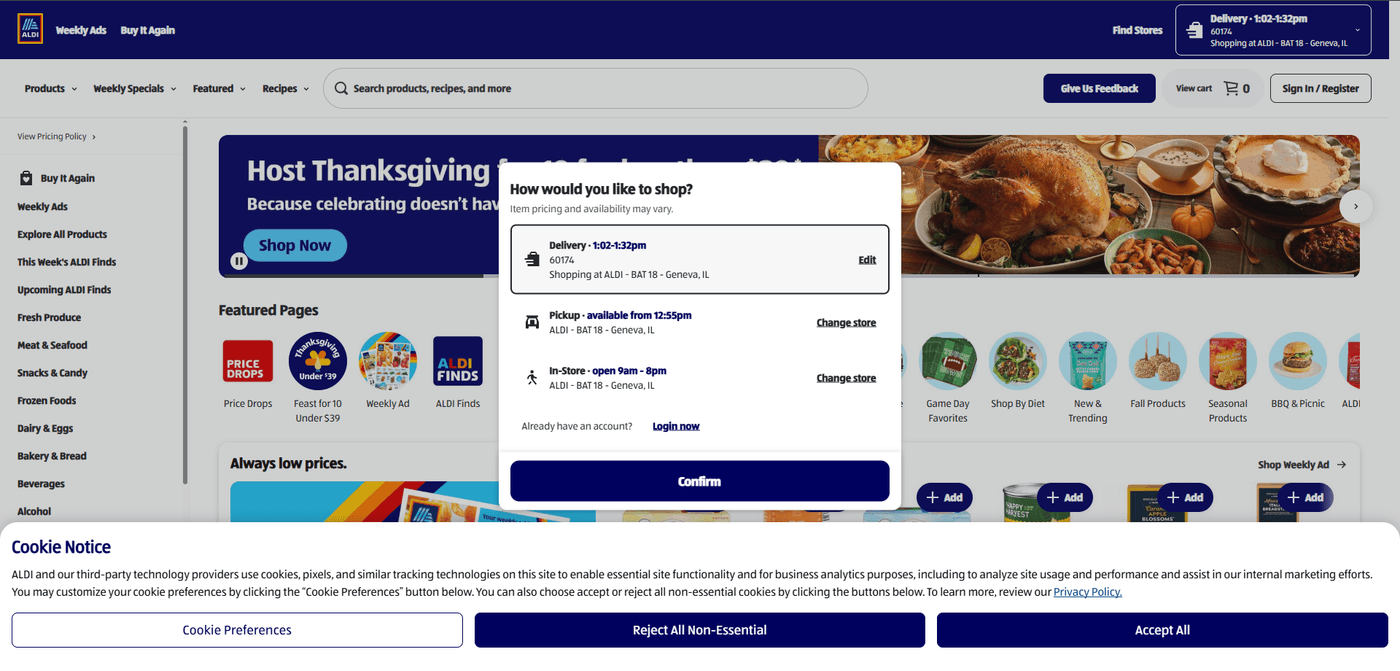 ALDI
Weekly Ads
Buy It Again
Find Stores
Delivery · 1:02-1:32pm
60174
Shopping at ALDI - BAT 18 - Geneva, IL
Products
Weekly Specials
Featured
Recipes
Search products, recipes, and more
Give Us Feedback
View cart
0
Sign In / Register
View Pricing Policy
Buy It Again
Weekly Ads
Explore All Products
This Week's ALDI Finds
Upcoming ALDI Finds
Fresh Produce
Meat & Seafood
Snacks & Candy
Frozen Foods
Dairy & Eggs
Bakery & Bread
Beverages
Alcohol
Host Thanksgiving
Because celebrating doesn't hav
Shop Now
How would you like to shop?
Item pricing and availability may vary.
Delivery · 1:02-1:32pm
60174
Shopping at ALDI - BAT 18 - Geneva, IL
Edit
Pickup · available from 12:55pm
ALDI - BAT 18 - Geneva, IL
Change store
In-Store · open 9am - 8pm
ALDI - BAT 18 - Geneva, IL
Change store
Already have an account?
Login now
Confirm
Featured Pages
PRICE
DROPS
Thanksgiving
Under $39
ALDI
FINDS
Price Drops
Feast for 10
Under $39
Weekly Ad
ALDI Finds
Game Day
Favorites
Shop By Diet
New &
Trending
Fall Products
Seasonal
Products
BBQ & Picnic
ALDI
Always low prices.
Shop Weekly Ad
Add
Add
Add
Add
HAPPY
HARVEST
APPLE
BLOSSOMS
Cookie Notice
ALDI and our third-party technology providers use cookies, pixels, and similar tracking technologies on this site to enable essential site functionality and for business analytics purposes, including to analyze site usage and performance and assist in our internal marketing efforts.
You may customize your cookie preferences by clicking the "Cookie Preferences" button below. You can also choose accept or reject all non-essential cookies by clicking the buttons below. To learn more, review our Privacy Policy.
Cookie Preferences
Reject All Non-Essential
Accept All